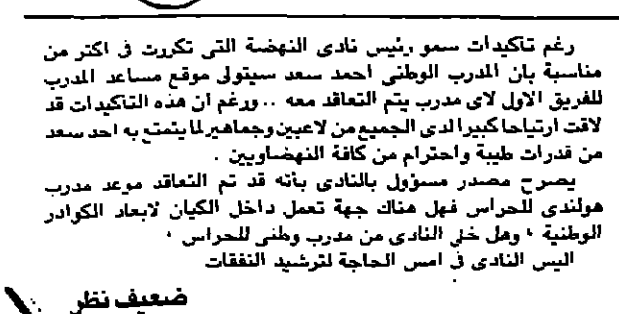 رغم تأكيدات سمو رئيس نادى النهضة التى تكررت فى اكثر من
مناسبة بان المدرب الوطنى احمد سعد سيتولى موقع مساعد المدرب
للفريق الاول لاى مدرب يتم التعاقد معه .. ورغم ان هذه التاكيدات قد
لاقت ارتياحا كبيرا لدى الجميع من لاعبين وجماهير لما يتمتع به احد سعد
من قدرات طيبة واحترام من كافة النهضاويين .
يصرح مصدر مسؤول بالنادى بأنه قد تم التعاقد موعد مدرب
هولندى للحراس فهل هناك جهة تعمل داخل الكيان لابعاد الكوادر
الوطنية ، وهل خلى النادى من مدرب وطنى للحراس ،
اليس النادى فى امس الحاجة لترشيد النفقات
ضعيف نظر